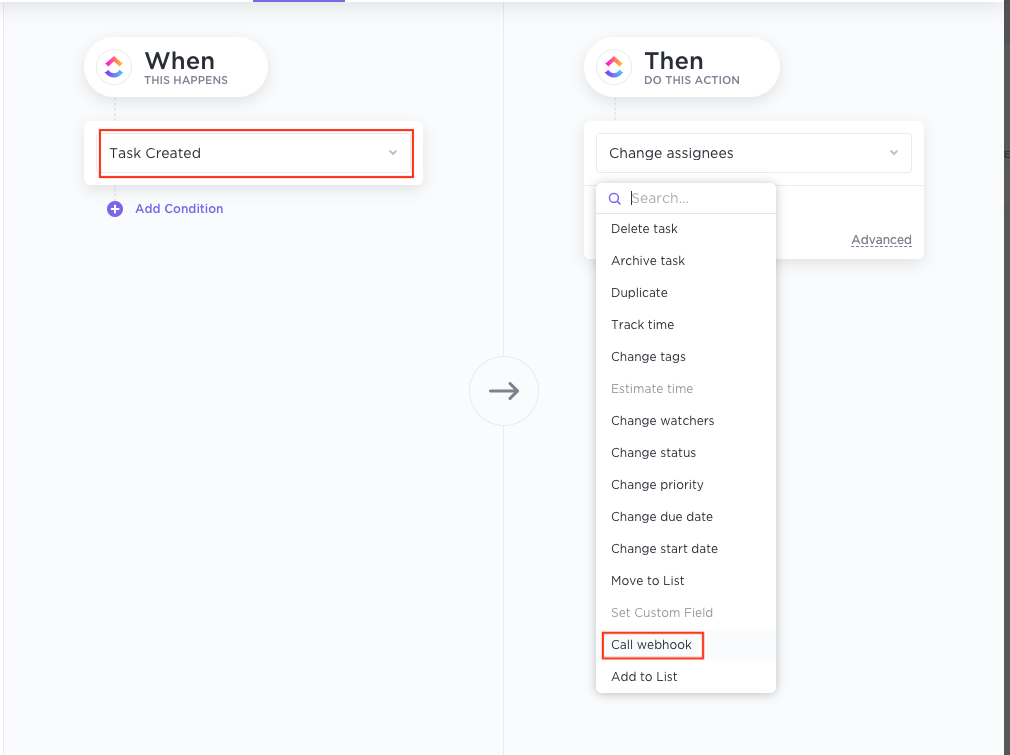 When
THIS HAPPENS
Task Created
Add Condition
Then
DO THIS ACTION
Change assignees
Search...
Advanced
Delete task
Archive task
Duplicate
Track time
Change tags
Estimate time
Change watchers
Change status
Change priority
Change due date
Change start date
Move to List
Set Custom Field
Call webhook
Add to List